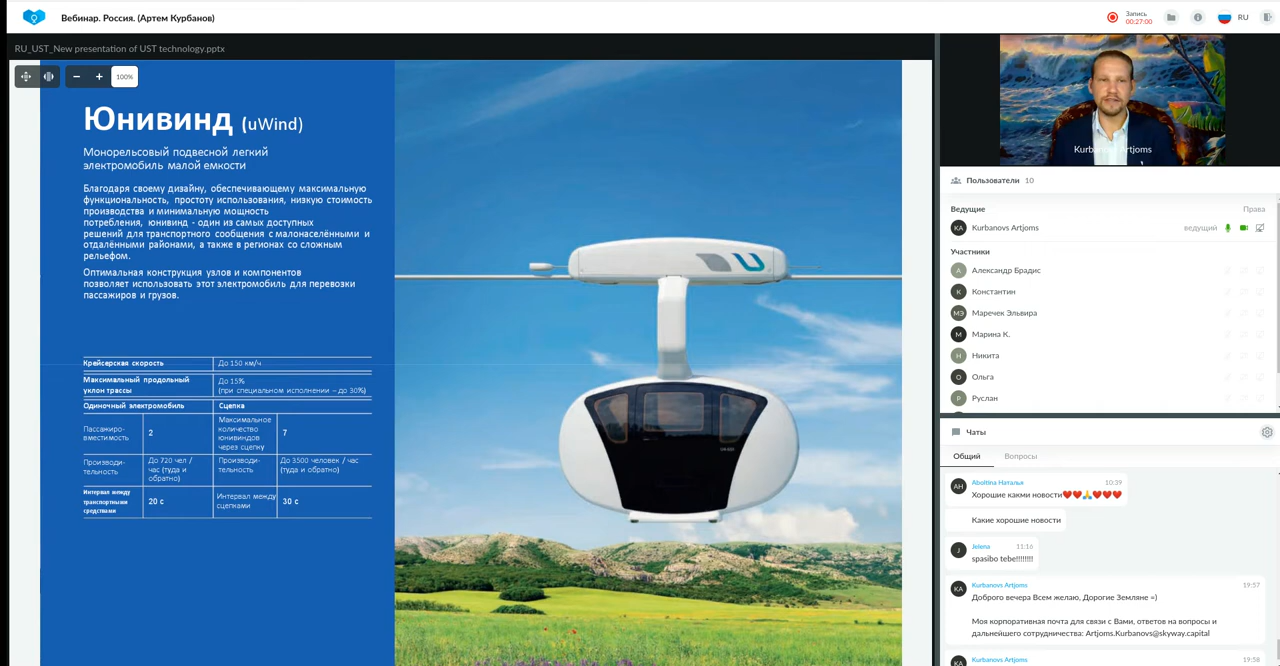 Вебинар. Россия. (Артем Курбанов)
Запись
00:27:00
RU
RU_UST_New presentation of UST technology.pptx
100%
Юнивинд (uWind)
Монорельсовый подвесной легкий
электромобиль малой емкости
Благодаря своему дизайну, обеспечивающему максимальную
функциональность, простоту использования, низкую стоимость
производства и минимальную мощность
потребления, юнивинд - один из самых доступных
решений для транспортного сообщения с малонаселёнными и
отдалёнными районами, а также в регионах со сложным
рельефом.
Оптимальная конструкция узлов и компонентов
позволяет использовать этот электромобиль для перевозки
пассажиров и грузов.
Крейсерская скорость
До 150 км/ч
Максимальный продольный
уклон трассы
До 15%
(при специальном исполнении – до 30%)
Одиночный электромобиль
Сцепка
Пассажиро-
вместимость
2
Максимальное
количество
юнивиндов
через сцепку
7
Производи-
тельность
До 720 чел /
час (туда и
обратно)
Производи-
тельность
До 3500 человек / час
(туда и обратно)
Интервал между
транспортными
средствами
20 с
Интервал между
сцепками
30 с
Artjoms
Пользователи 10
Ведущие
Права
KA
Kurbanovs Artjoms
ведущий
Участники
А
Александр Брадис
К
Константин
МЭ
Маречек Эльвира
М
Марина К.
Н
Никита
О
Ольга
Р
Руслан
Чаты
Общий
Вопросы
АН
Aboltina Наталья
10:39
Хорошие какми новости❤️❤️🙏❤️❤️❤️
Какие хорошие новости
J
Jelena
11:16
spasibo tebe!!!!!!!!
KA
Kurbanovs Artjoms
19:57
Доброго вечера Всем желаю, Дорогие Земляне =)
Моя корпоративная почта для связи с Вами, ответов на вопросы и
дальнейшего сотрудничества: Artjoms.Kurbanovs@skyway.capital
KA
Kurbanovs Artjoms
19:58